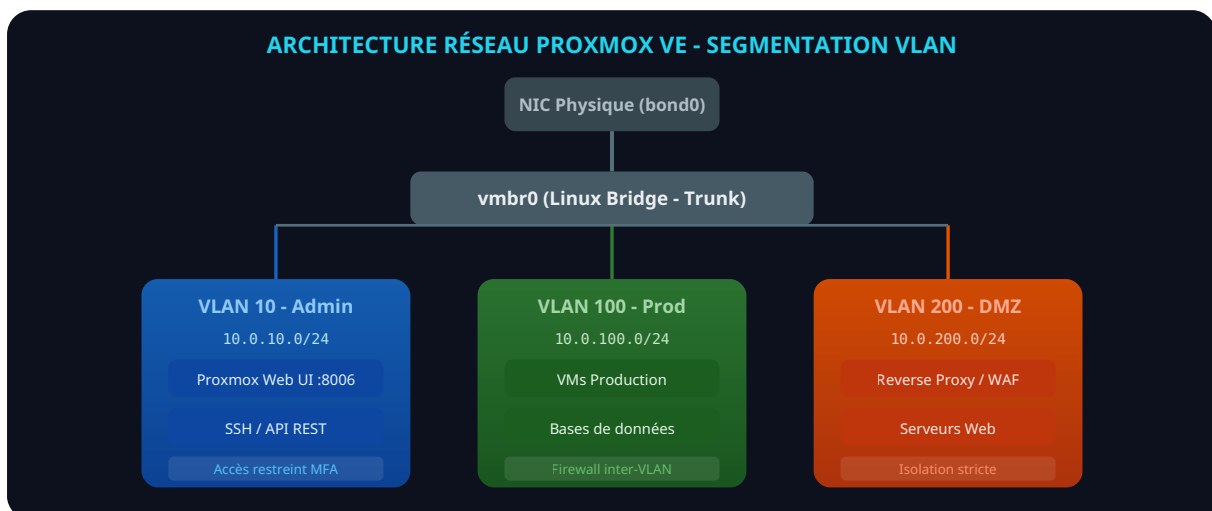 ARCHITECTURE RÉSEAU PROXMOX VE - SEGMENTATION VLAN
NIC Physique (bond0)
vmbr0 (Linux Bridge - Trunk)
VLAN 10 - Admin
10.0.10.0/24
Proxmox Web UI :8006
SSH / API REST
Accès restreint MFA
VLAN 100 - Prod
10.0.100.0/24
VMs Production
Bases de données
Firewall inter-VLAN
VLAN 200 - DMZ
10.0.200.0/24
Reverse Proxy / WAF
Serveurs Web
Isolation stricte